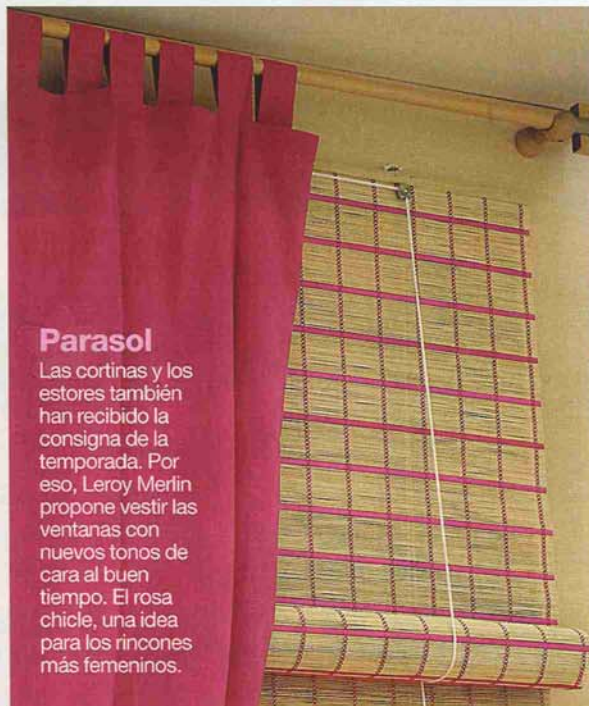 Parasol
Las cortinas y los
estores también
han recibido la
consigna de la
temporada. Por
eso, Leroy Merlin
propone vestir las
ventanas con
nuevos tonos de
cara al buen
tiempo. El rosa
chicle, una idea
para los rincones
más femeninos.